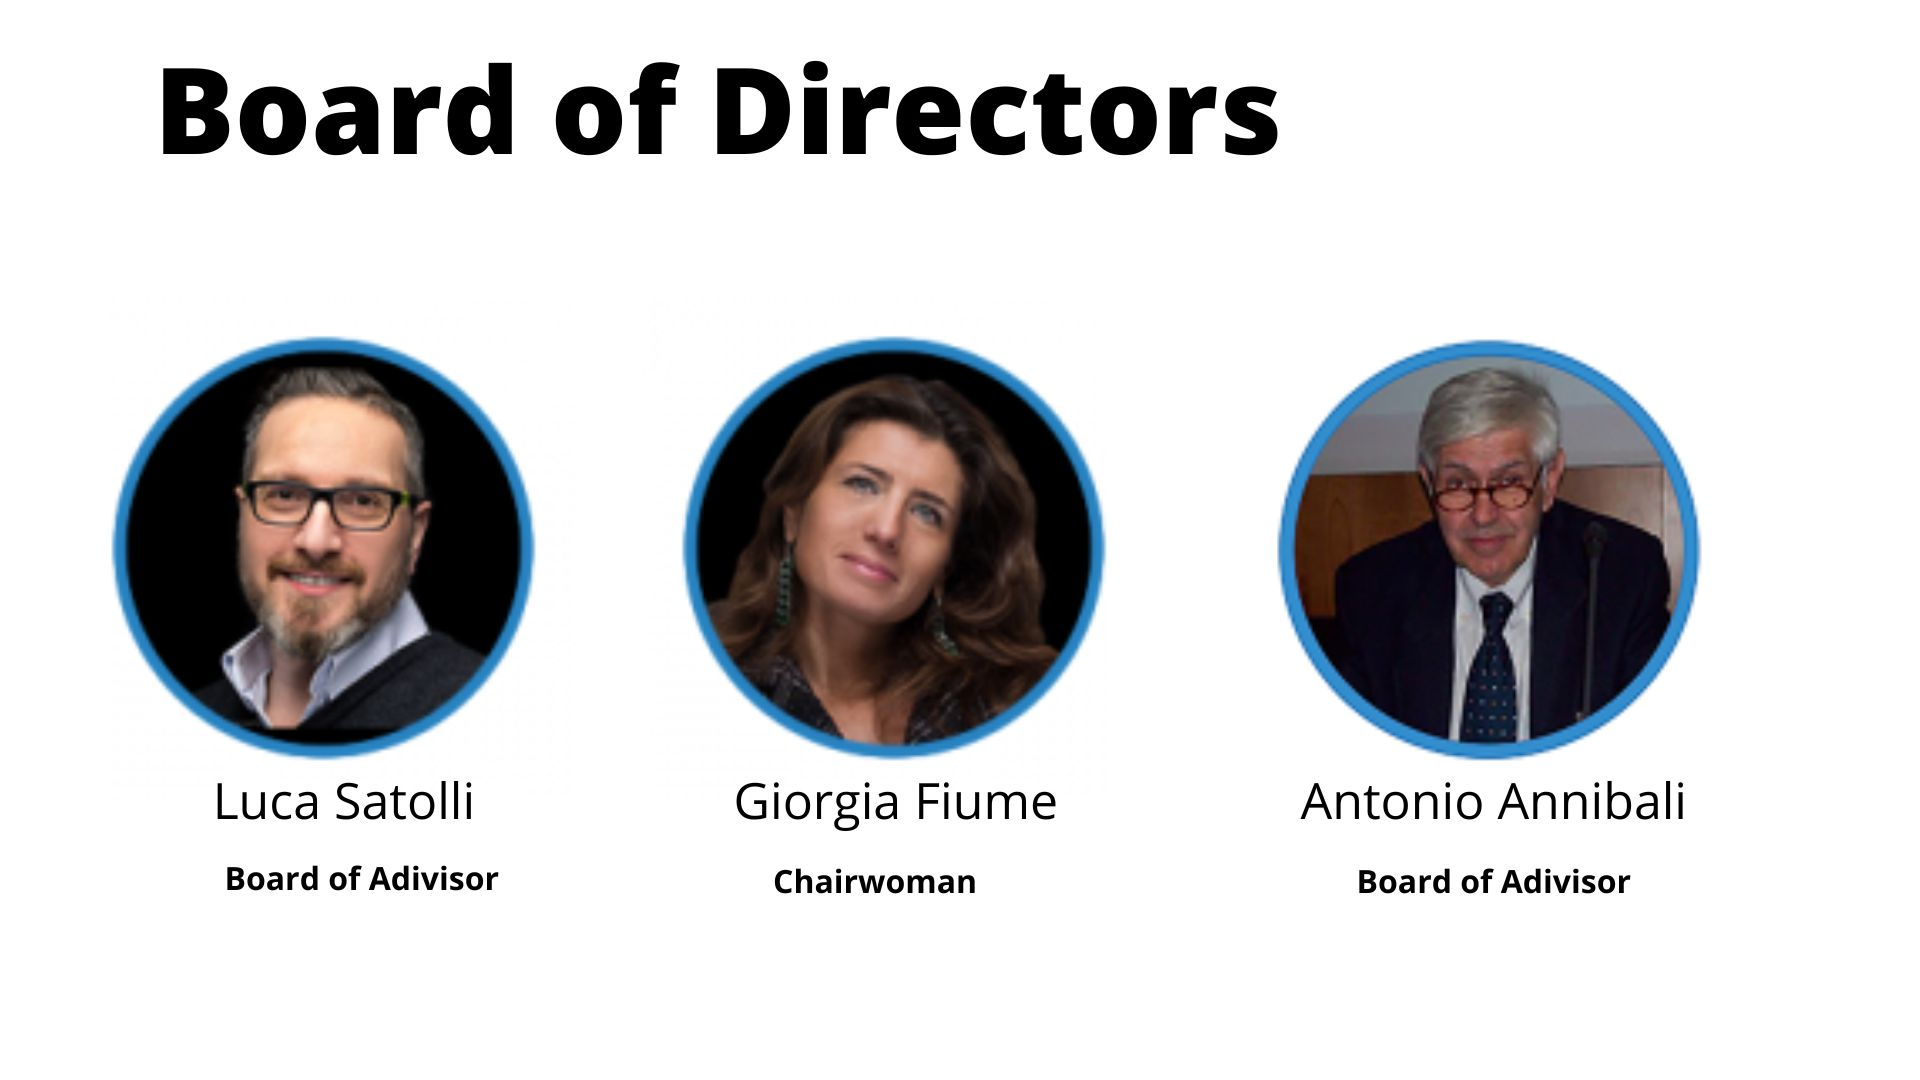 Board of Directors
Luca Satolli
Board of Adivisor
Giorgia Fiume
Chairwoman
Antonio Annibali
Board of Adivisor